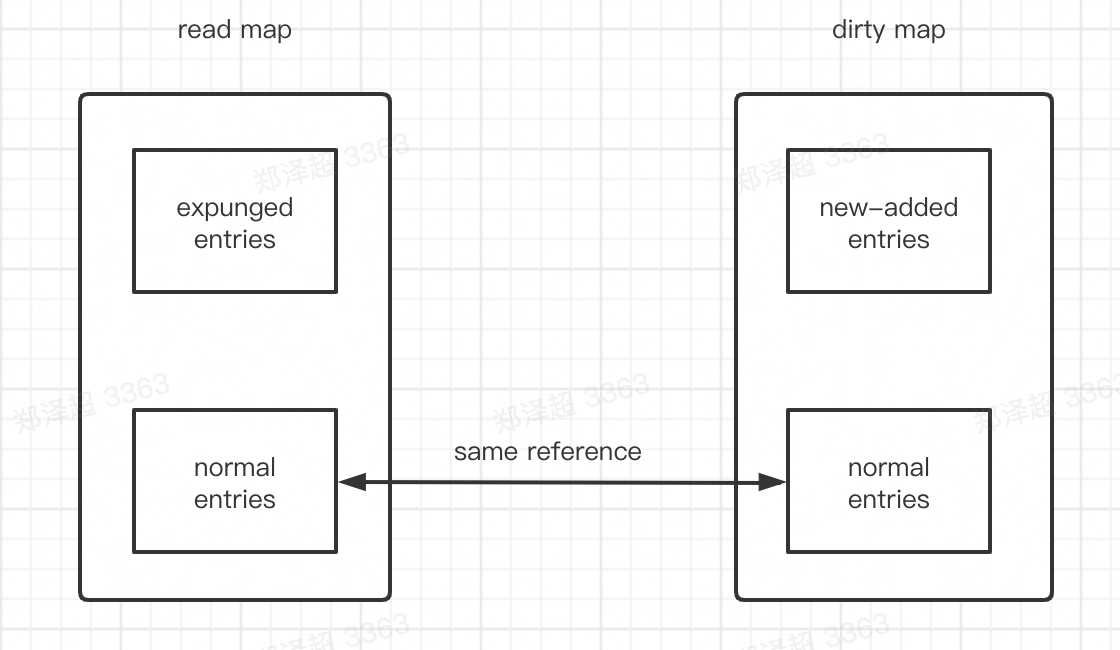 read map
dirty map
郑泽超 3363
郑泽超 3363
expunged
entries
new-added
entries
郑泽超 3363
郑泽超 3363
郑泽超 3363
same reference
normal
entries
normal
entries
郑泽超 3363
郑泽超 3363